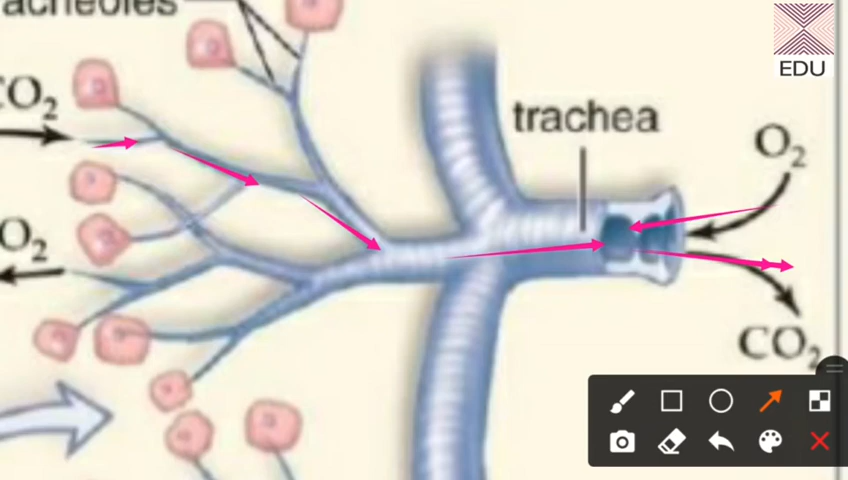 acheoles
EDU
CO₂
trachea
O₂
O₂
CO₂